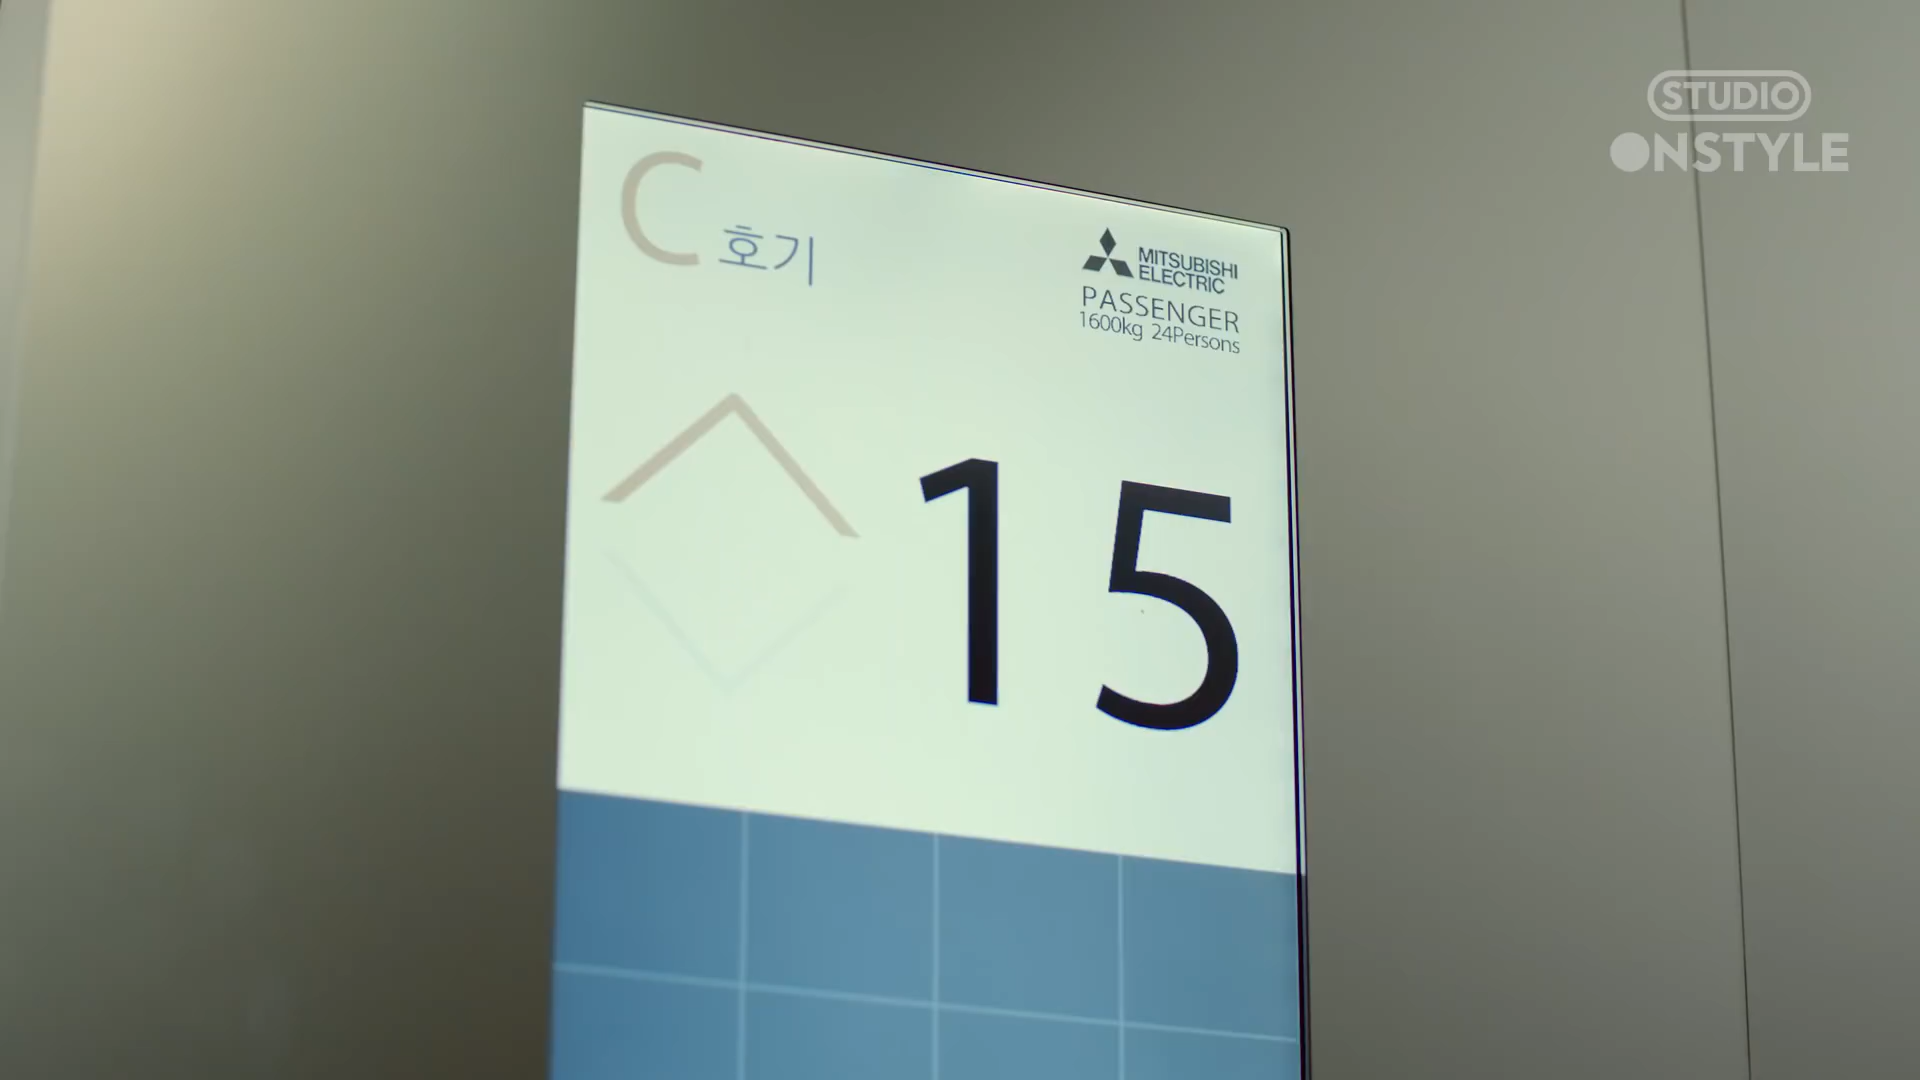 STUDIO
ONSTYLE
C 호기
MITSUBISHI
ELECTRIC
PASSENGER
1600kg 24Persons
15